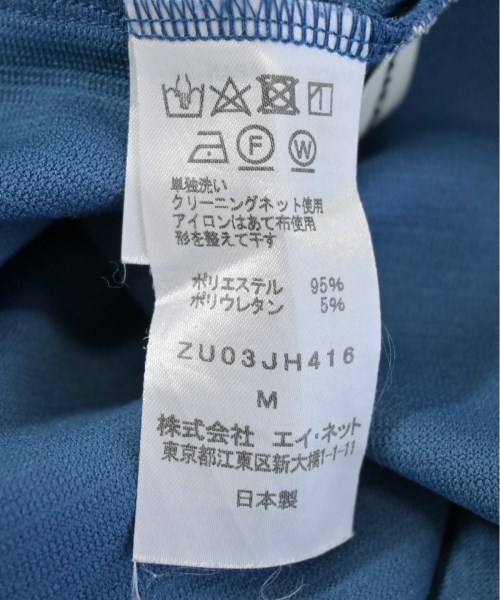 F W
単独洗い
クリーニングネット使用
アイロンはあて布使用
形を整えて干す
ポリエステル 95%
ポリウレタン 5%
ZU03JH416
M
株式会社 エイ・ネット
東京都江東区新大橋1-1-11
日本製